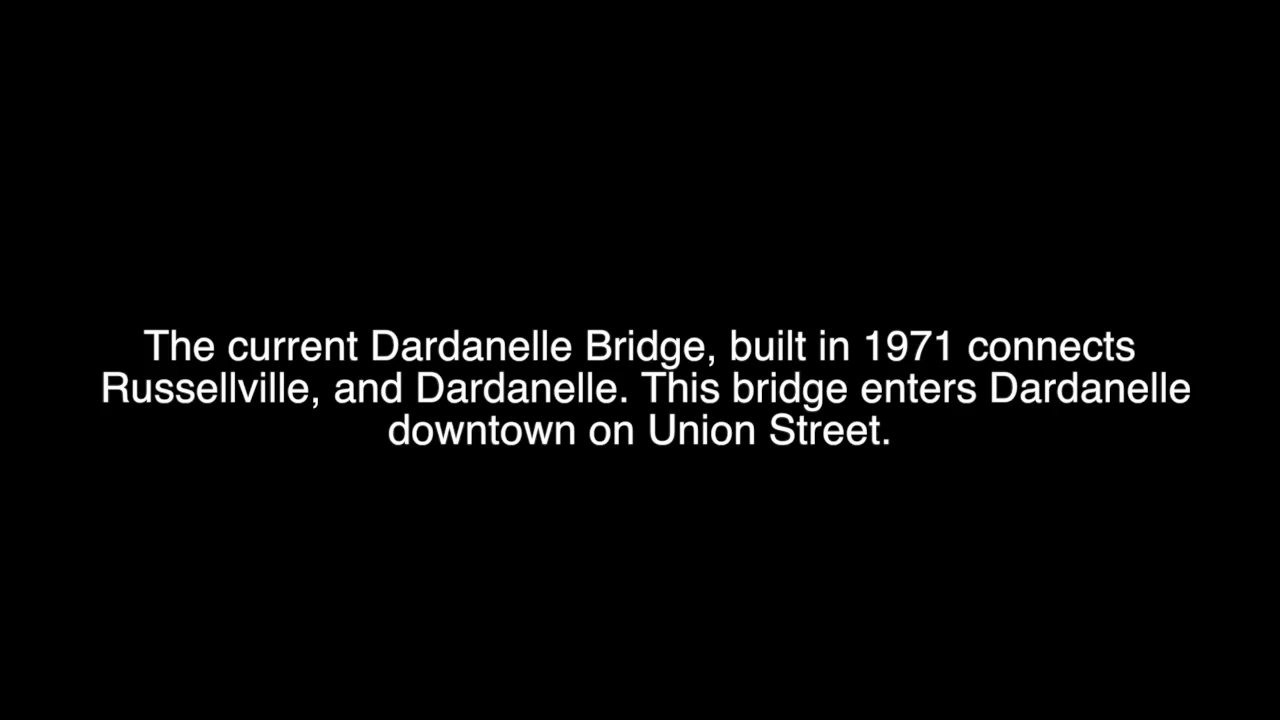 The current Dardanelle Bridge, built in 1971 connects
Russellville, and Dardanelle. This bridge enters Dardanelle
downtown on Union Street.